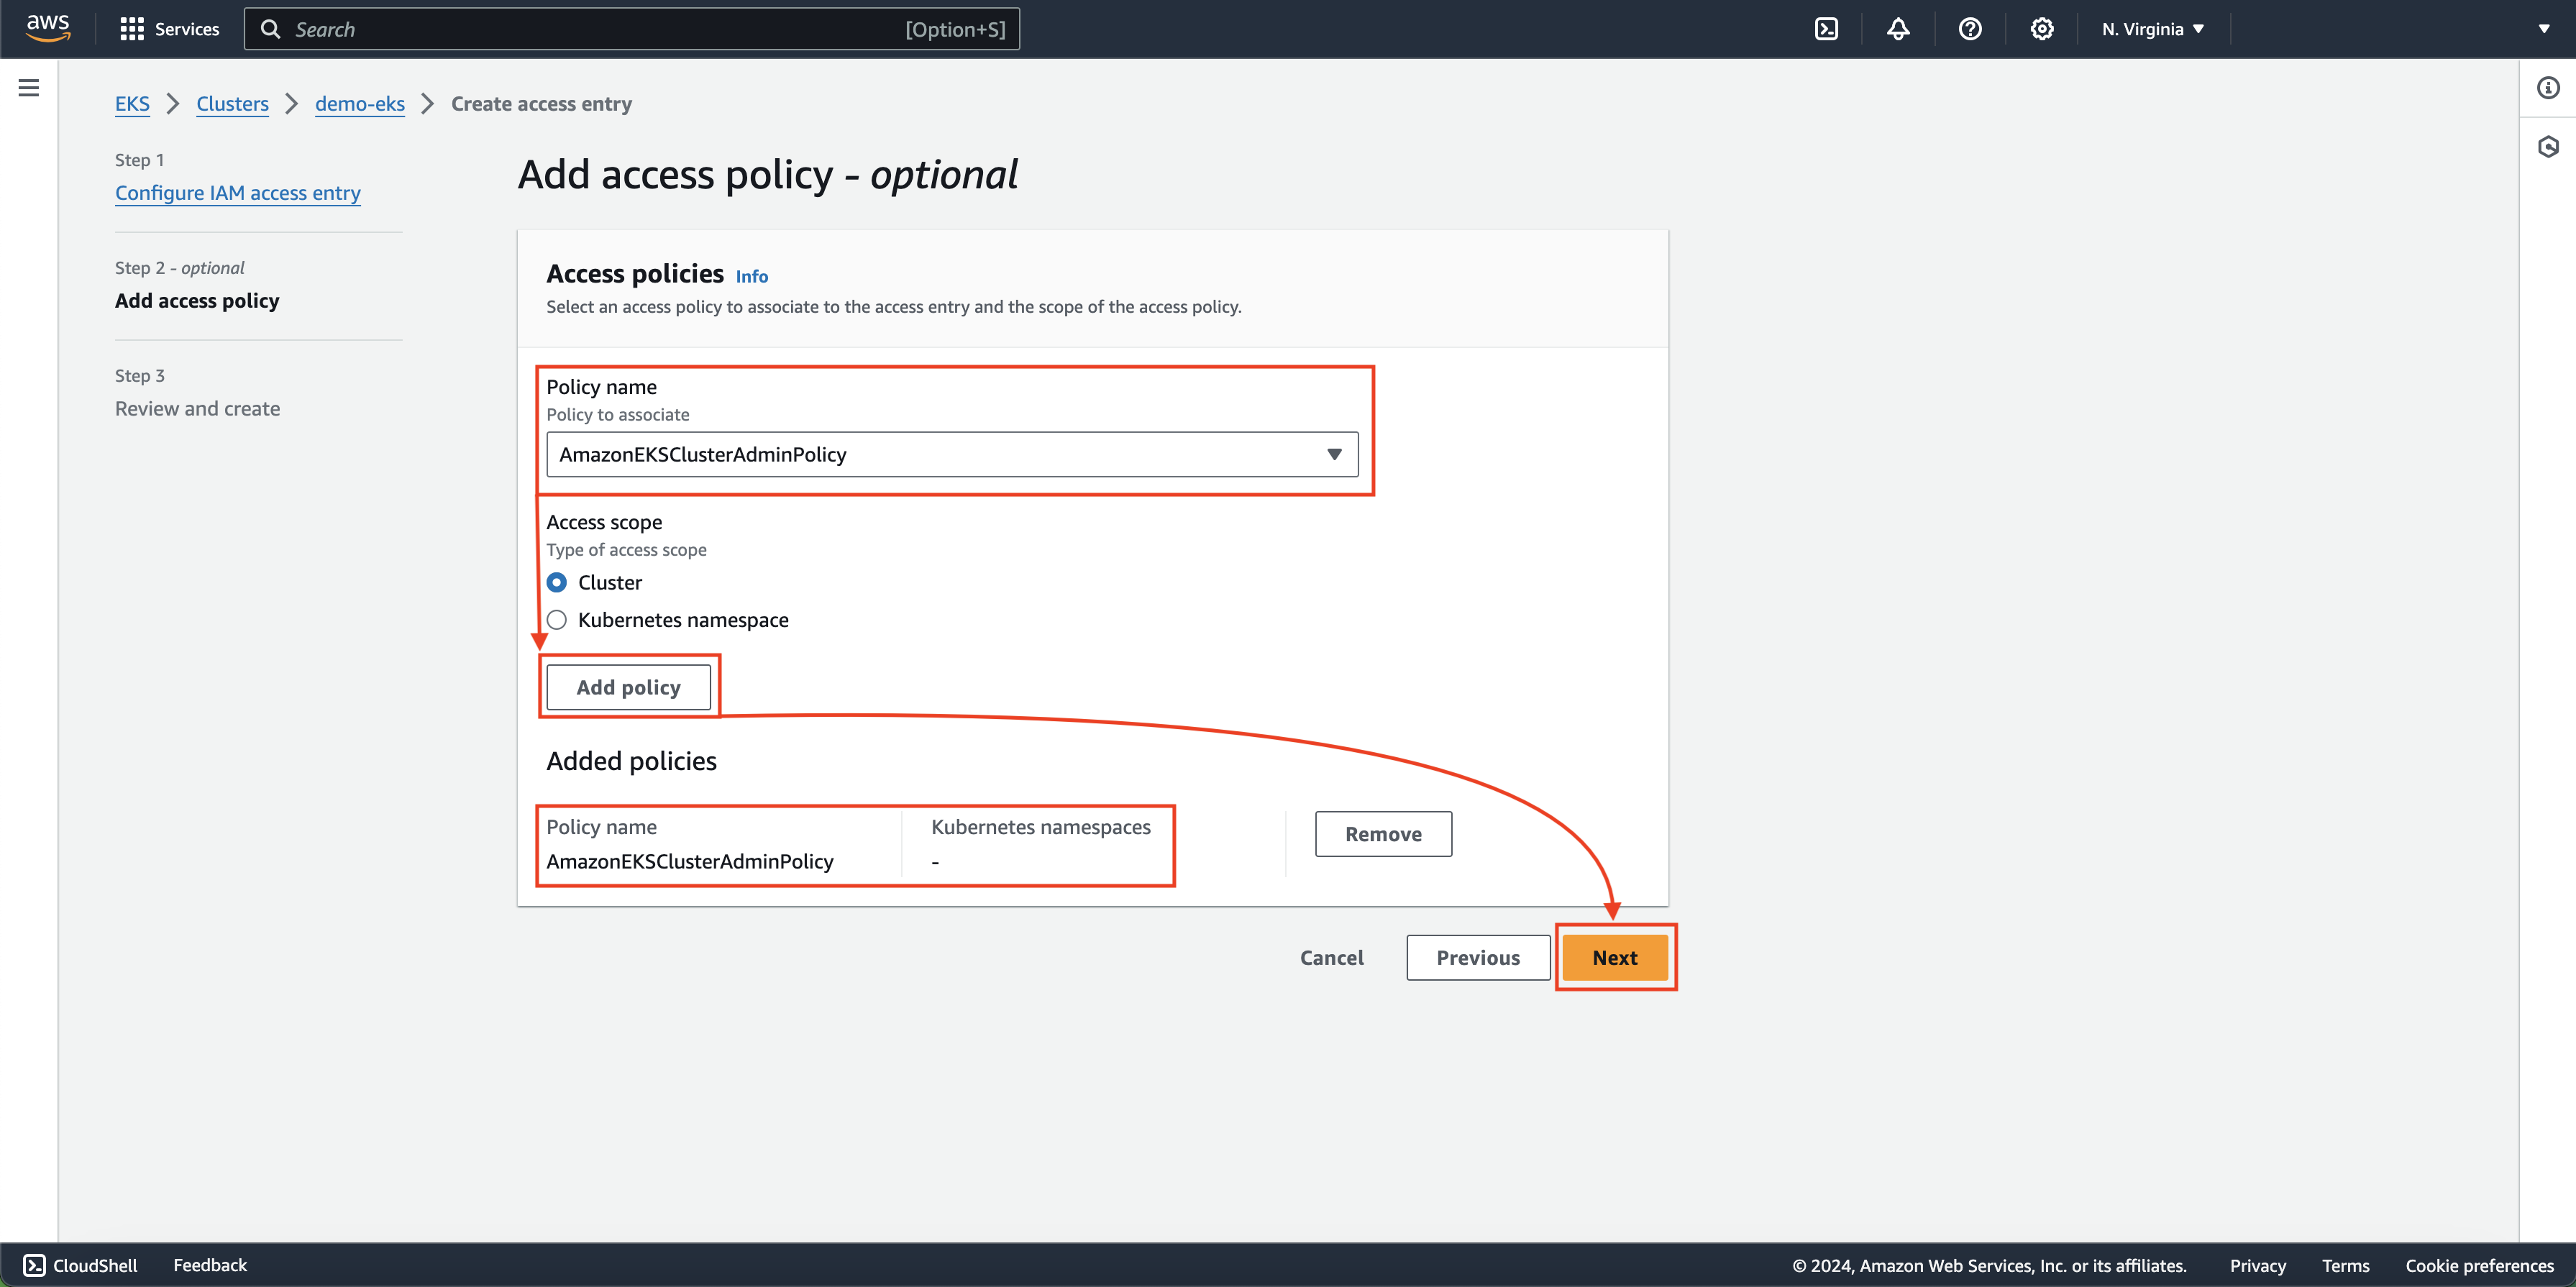 aws
Services
Search [Option+S]
N. Virginia
EKS Clusters demo-eks Create access entry
Step 1
Configure IAM access entry
Step 2 - optional
Add access policy
Step 3
Review and create
Add access policy - optional
Access policies Info
Select an access policy to associate to the access entry and the scope of the access policy.
Policy name
Policy to associate
AmazonEKSClusterAdminPolicy
Access scope
Type of access scope
Cluster
Kubernetes namespace
Add policy
Added policies
Policy name Kubernetes namespaces
AmazonEKSClusterAdminPolicy -
Remove
Cancel Previous Next
CloudShell Feedback
© 2024, Amazon Web Services, Inc. or its affiliates. Privacy Terms Cookie preferences